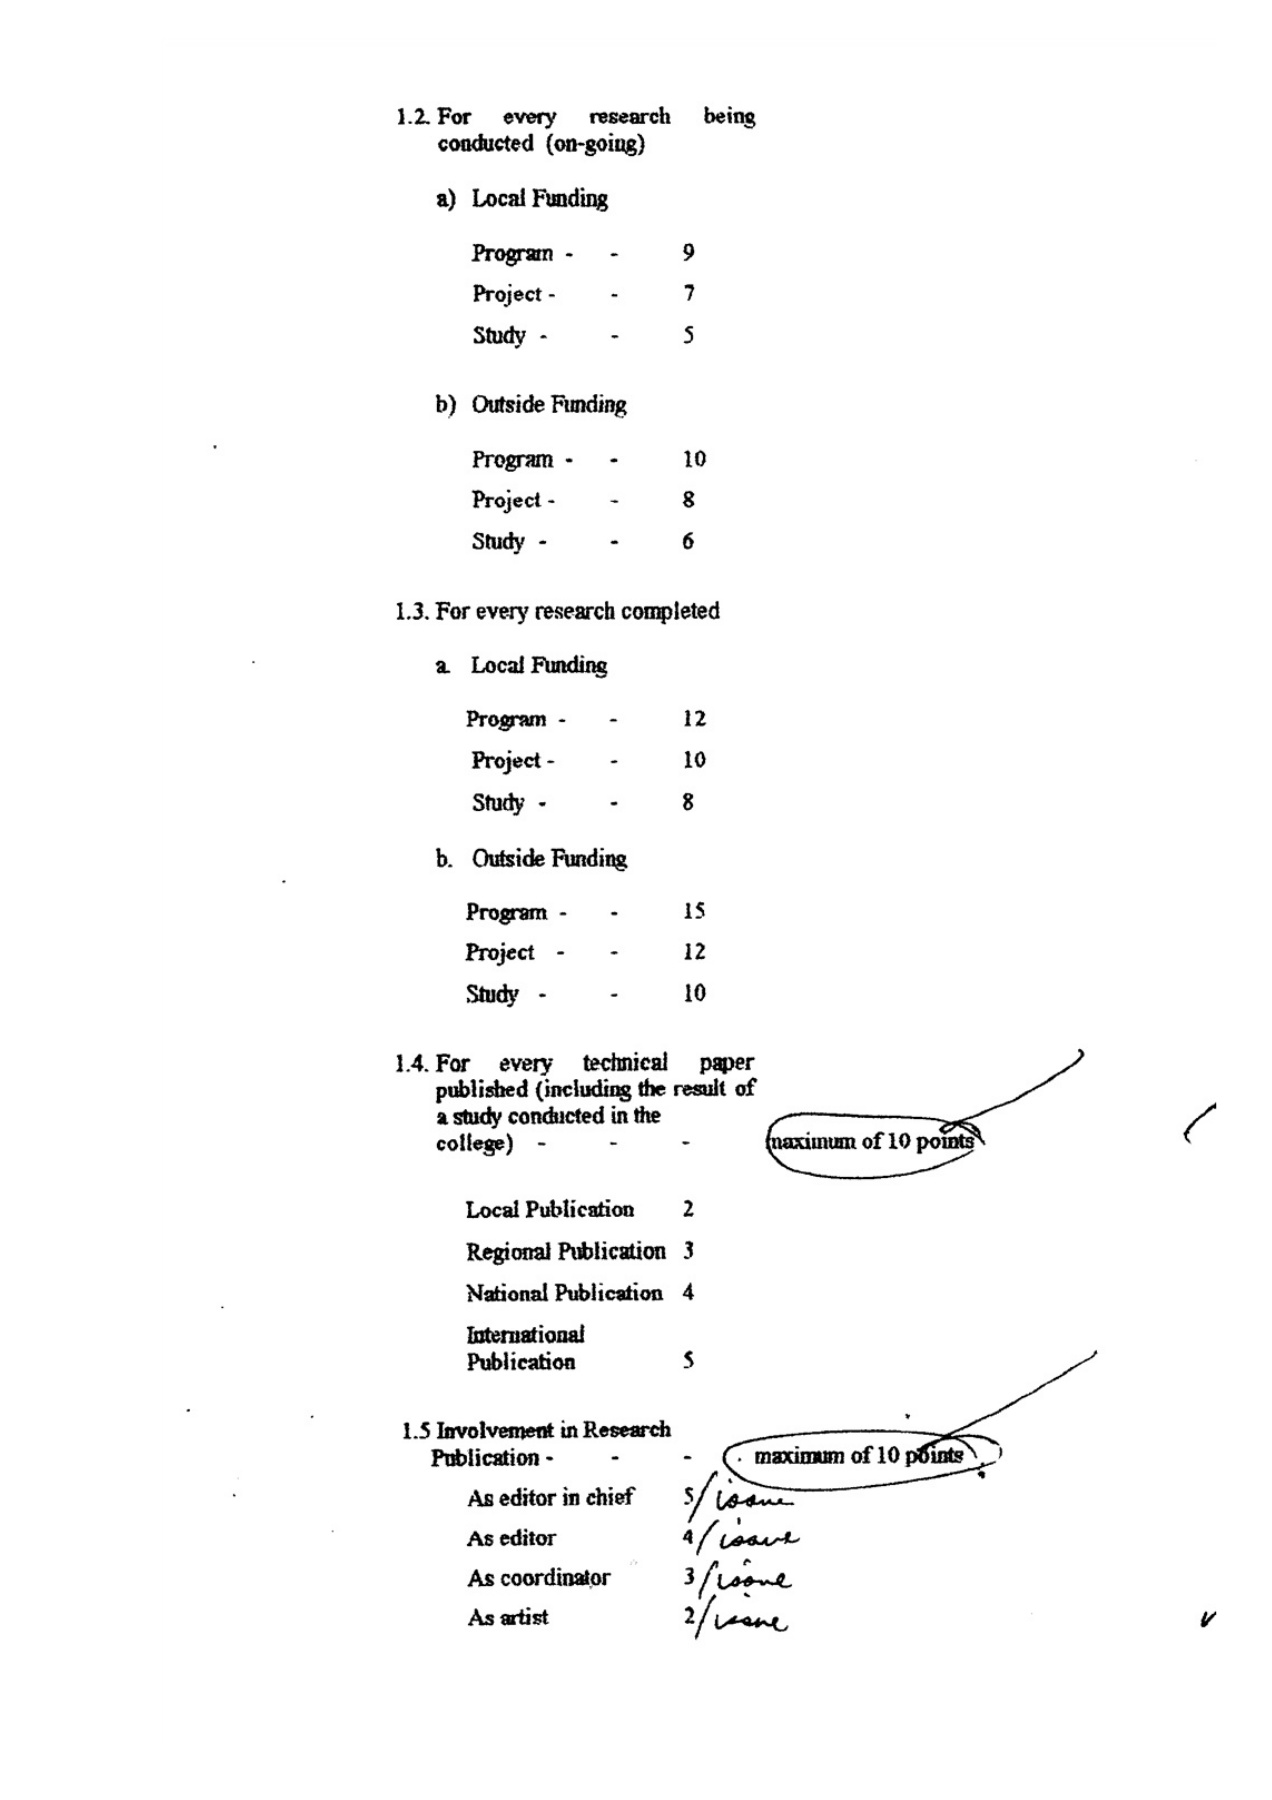 1.2. For every research being
conducted (on-going)
a) Local Funding
Program - - 9
Project - - 7
Study - - 5
b) Outside Funding
Program - - 10
Project - - 8
Study - - 6
1.3. For every research completed
a. Local Funding
Program - - 12
Project - - 10
Study - - 8
b. Outside Funding
Program - - 15
Project - - 12
Study - - 10
1.4. For every technical paper
published (including the result of
a study conducted in the
college) - - - maximum of 10 points
Local Publication 2
Regional Publication 3
National Publication 4
International
Publication 5
1.5 Involvement in Research
Publication - - - maximum of 10 points
As editor in chief 5/issue
As editor 4/issue
As coordinator 3/issue
As artist 2/issue